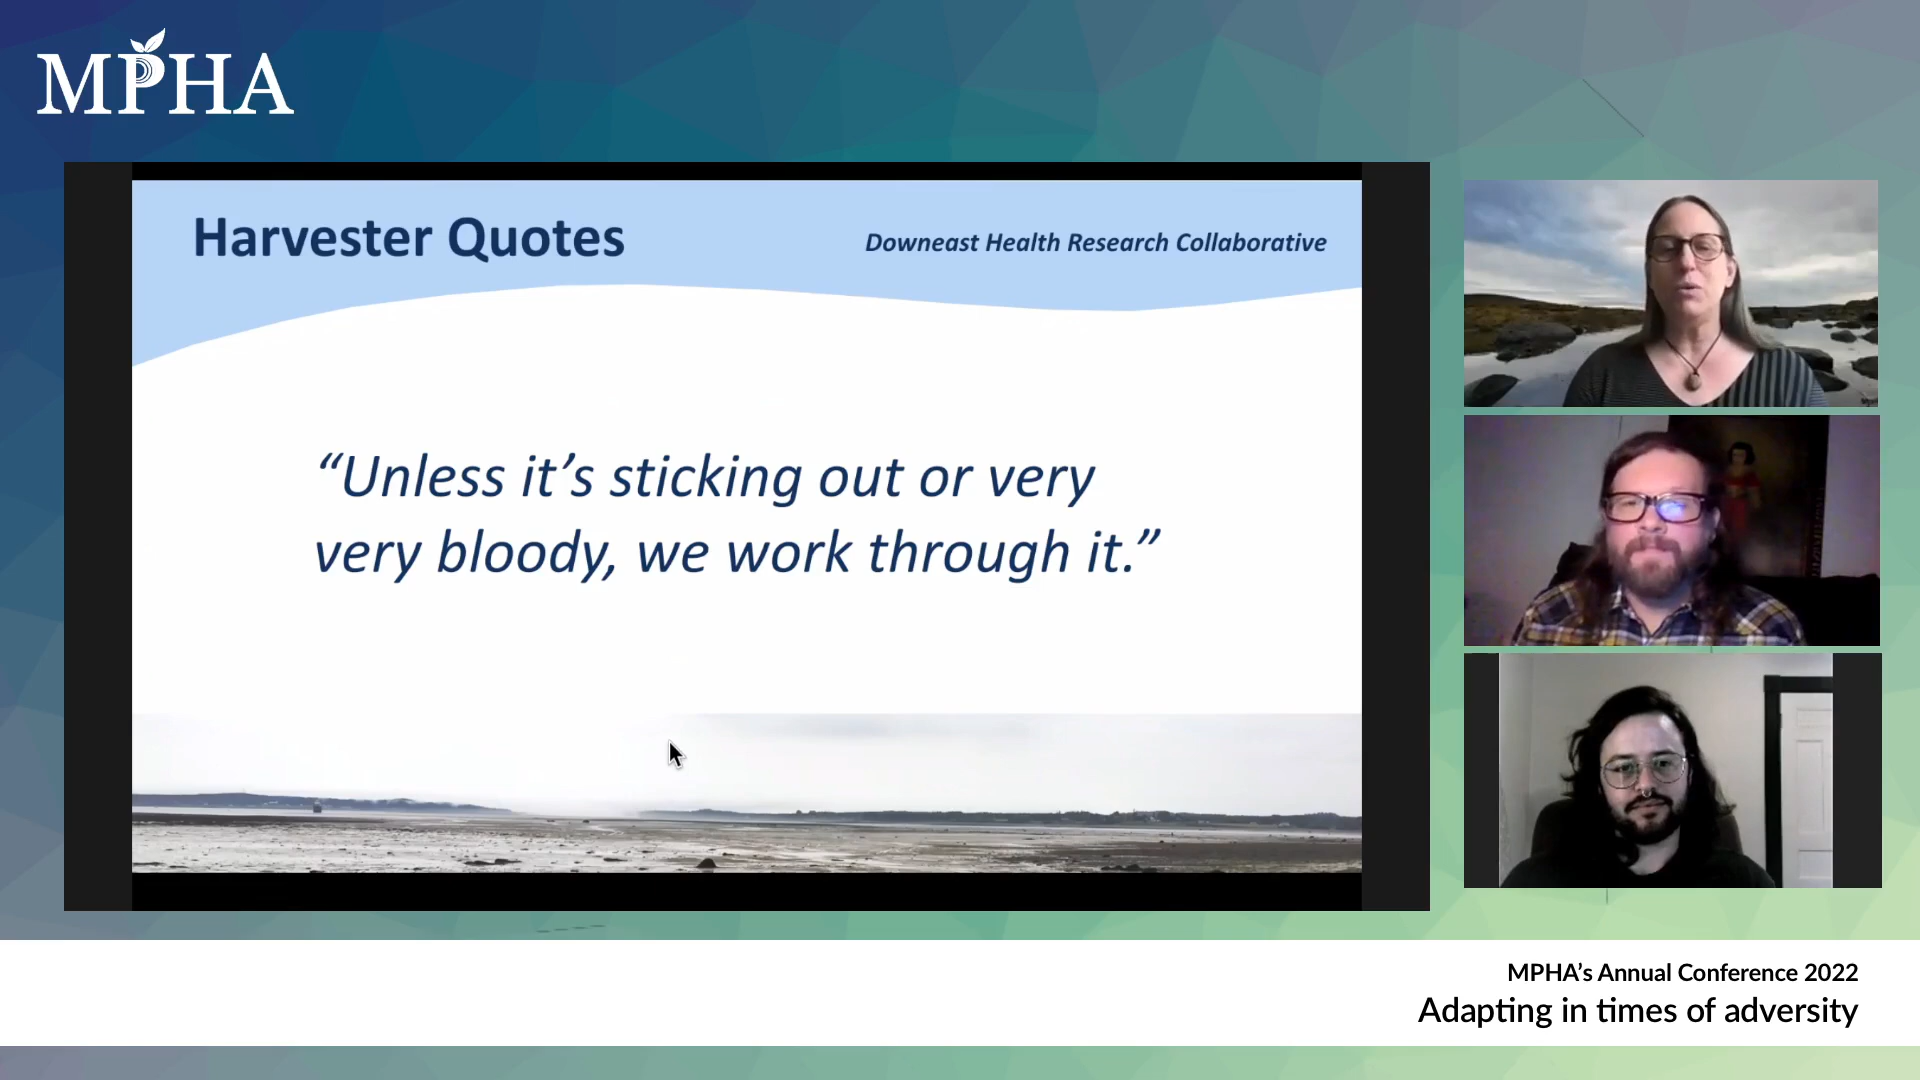 MPHA
Harvester Quotes
Downeast Health Research Collaborative
“Unless it’s sticking out or very
very bloody, we work through it.”
MPHA’s Annual Conference 2022
Adapting in times of adversity